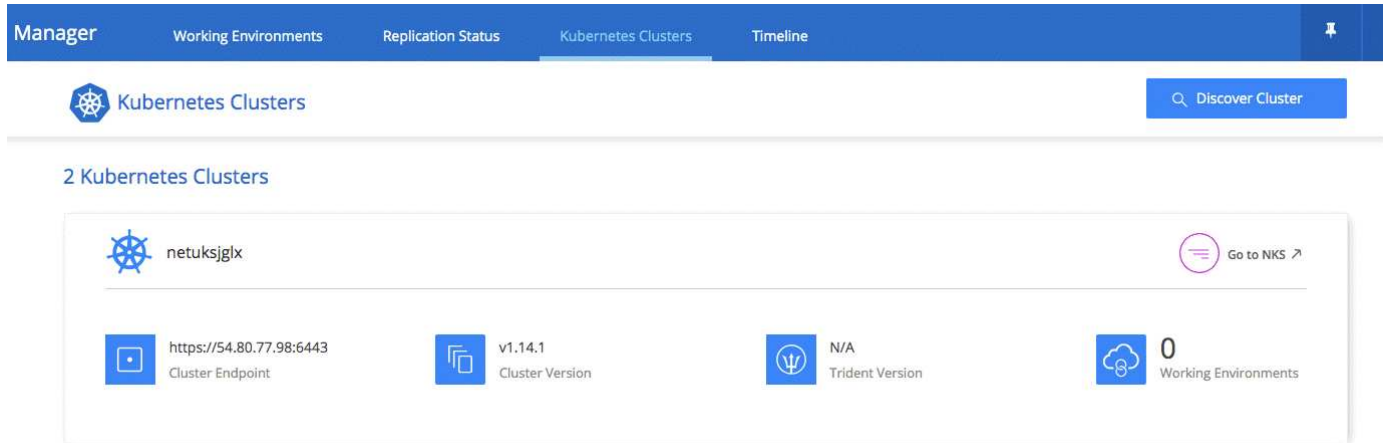 Manager Working Environments Replication Status Kubernetes Clusters Timeline
Kubernetes Clusters Discover Cluster
2 Kubernetes Clusters
netuksjglx Go to NKS
https://54.80.77.98:6443 v1.14.1 N/A 0
Cluster Endpoint Cluster Version Trident Version Working Environments